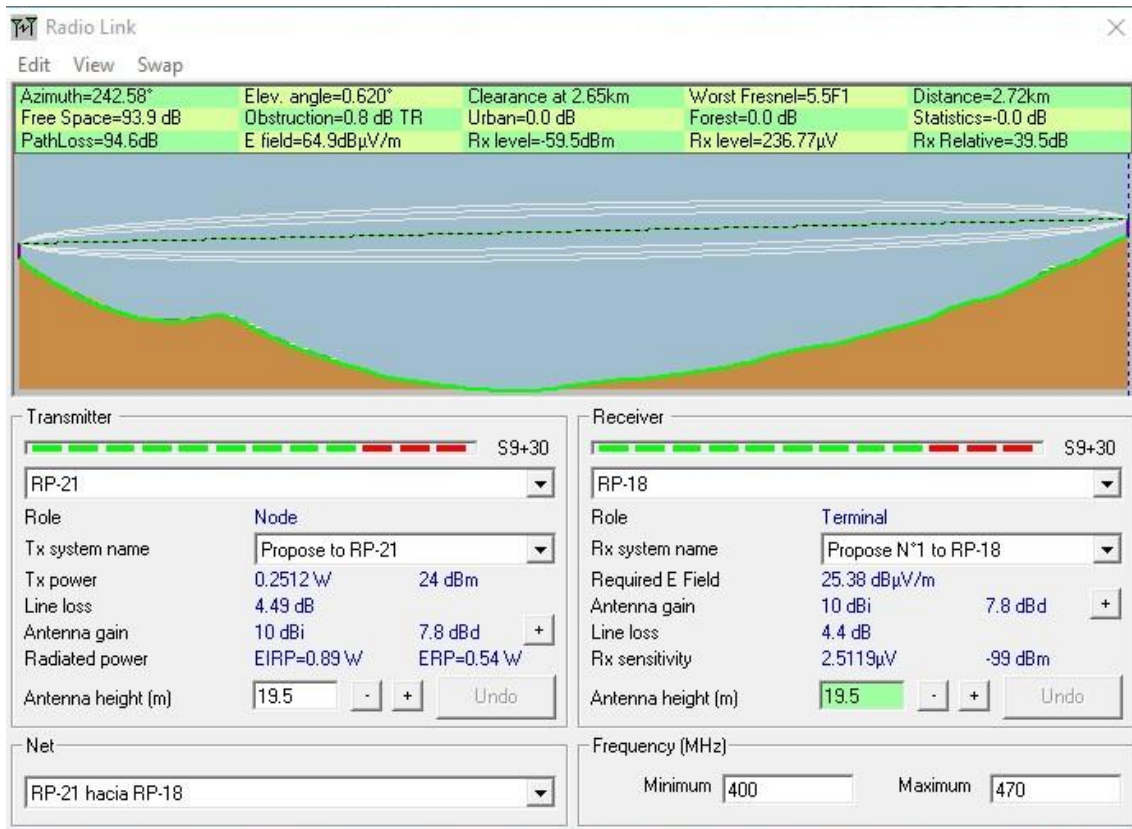 Radio Link
Edit View Swap
Azimuth=242.58° Elev. angle=0.620° Clearance at 2.65km Worst Fresnel=5.5F1 Distance=2.72km
Free Space=93.9 dB Obstruction=0.8 dB TR Urban=0.0 dB Forest=0.0 dB Statistics=-0.0 dB
PathLoss=94.6dB E field=64.9dBµV/m Rx level=-59.5dBm Rx level=236.77µV Rx Relative=39.5dB
Transmitter
S9+30
RP-21
Role Node
Tx system name Propose to RP-21
Tx power 0.2512 W 24 dBm
Line loss 4.49 dB
Antenna gain 10 dBi 7.8 dBd +
Radiated power EIRP=0.89 W ERP=0.54 W
Antenna height (m) 19.5 - + Undo
Net
RP-21 hacia RP-18
Receiver
S9+30
RP-18
Role Terminal
Rx system name Propose N°1 to RP-18
Required E Field 25.38 dBµV/m
Antenna gain 10 dBi 7.8 dBd +
Line loss 4.4 dB
Rx sensitivity 2.5119µV -99 dBm
Antenna height (m) 19.5 - + Undo
Frequency (MHz)
Minimum 400 Maximum 470